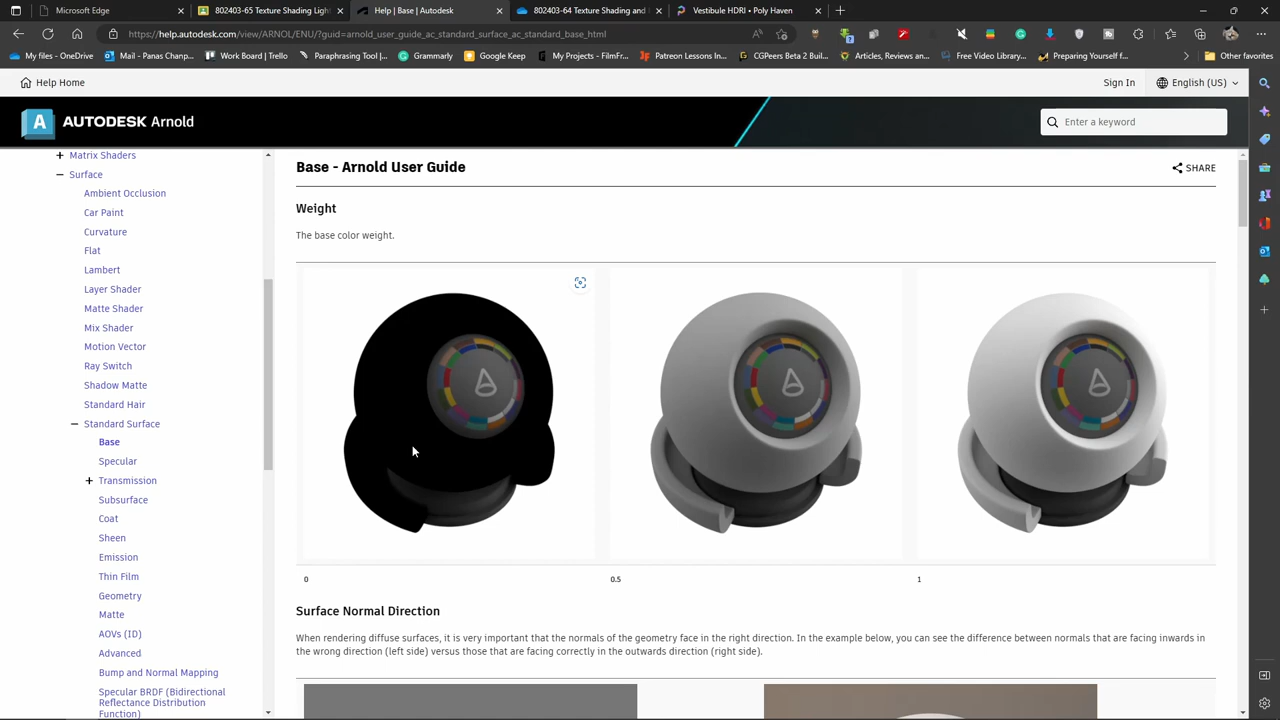 Microsoft Edge
802403-65 Texture Shading Light
Help | Base | Autodesk
802403-64 Texture Shading and
Vestibule HDRI • Poly Haven
https://help.autodesk.com/view/ARNOL/ENU/?guid=arnold_user_guide_ac_standard_surface_ac_standard_base_html
My files - OneDrive
Mail - Panas Chanp...
Work Board | Trello
Paraphrasing Tool |...
Grammarly
Google Keep
My Projects - FilmFr...
Patreon Lessons In...
CGPeers Beta 2 Buil...
Articles, Reviews an...
Free Video Library...
Preparing Yourself f...
Other favorites
Help Home
Sign In
English (US)
A AUTODESK Arnold
Enter a keyword
Matrix Shaders
Surface
Ambient Occlusion
Car Paint
Curvature
Flat
Lambert
Layer Shader
Matte Shader
Mix Shader
Motion Vector
Ray Switch
Shadow Matte
Standard Hair
Standard Surface
Base
Specular
Transmission
Subsurface
Coat
Sheen
Emission
Thin Film
Geometry
Matte
AOVs (ID)
Advanced
Bump and Normal Mapping
Specular BRDF (Bidirectional
Reflectance Distribution
Function)
Base - Arnold User Guide
SHARE
Weight
The base color weight.
0
0.5
1
Surface Normal Direction
When rendering diffuse surfaces, it is very important that the normals of the geometry face in the right direction. In the example below, you can see the difference between normals that are facing inwards in
the wrong direction (left side) versus those that are facing correctly in the outwards direction (right side).